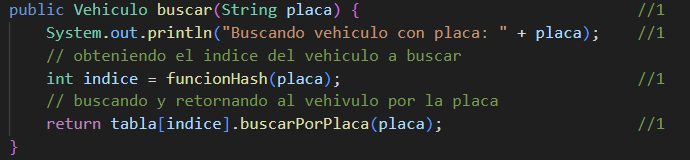 public Vehiculo buscar(String placa) { //1
System.out.println("Buscando vehiculo con placa: " + placa); //1
// obteniendo el indice del vehiculo a buscar
int indice = funcionHash(placa); //1
// buscando y retornando al vehivulo por la placa
return tabla[indice].buscarPorPlaca(placa); //1
}